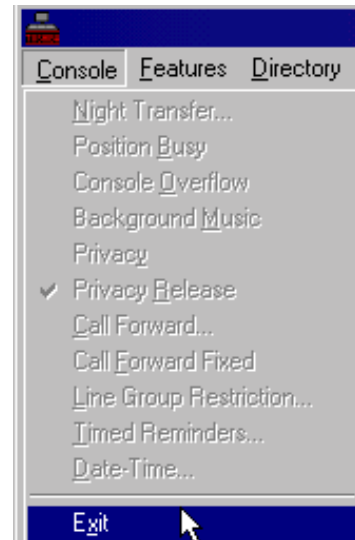 Console Features Directory
Night Transfer...
Position Busy
Console Overflow
Background Music
Privacy
Privacy Release
Call Forward...
Call Forward Fixed
Line Group Restriction...
Timed Reminders...
Date-Time...
Exit